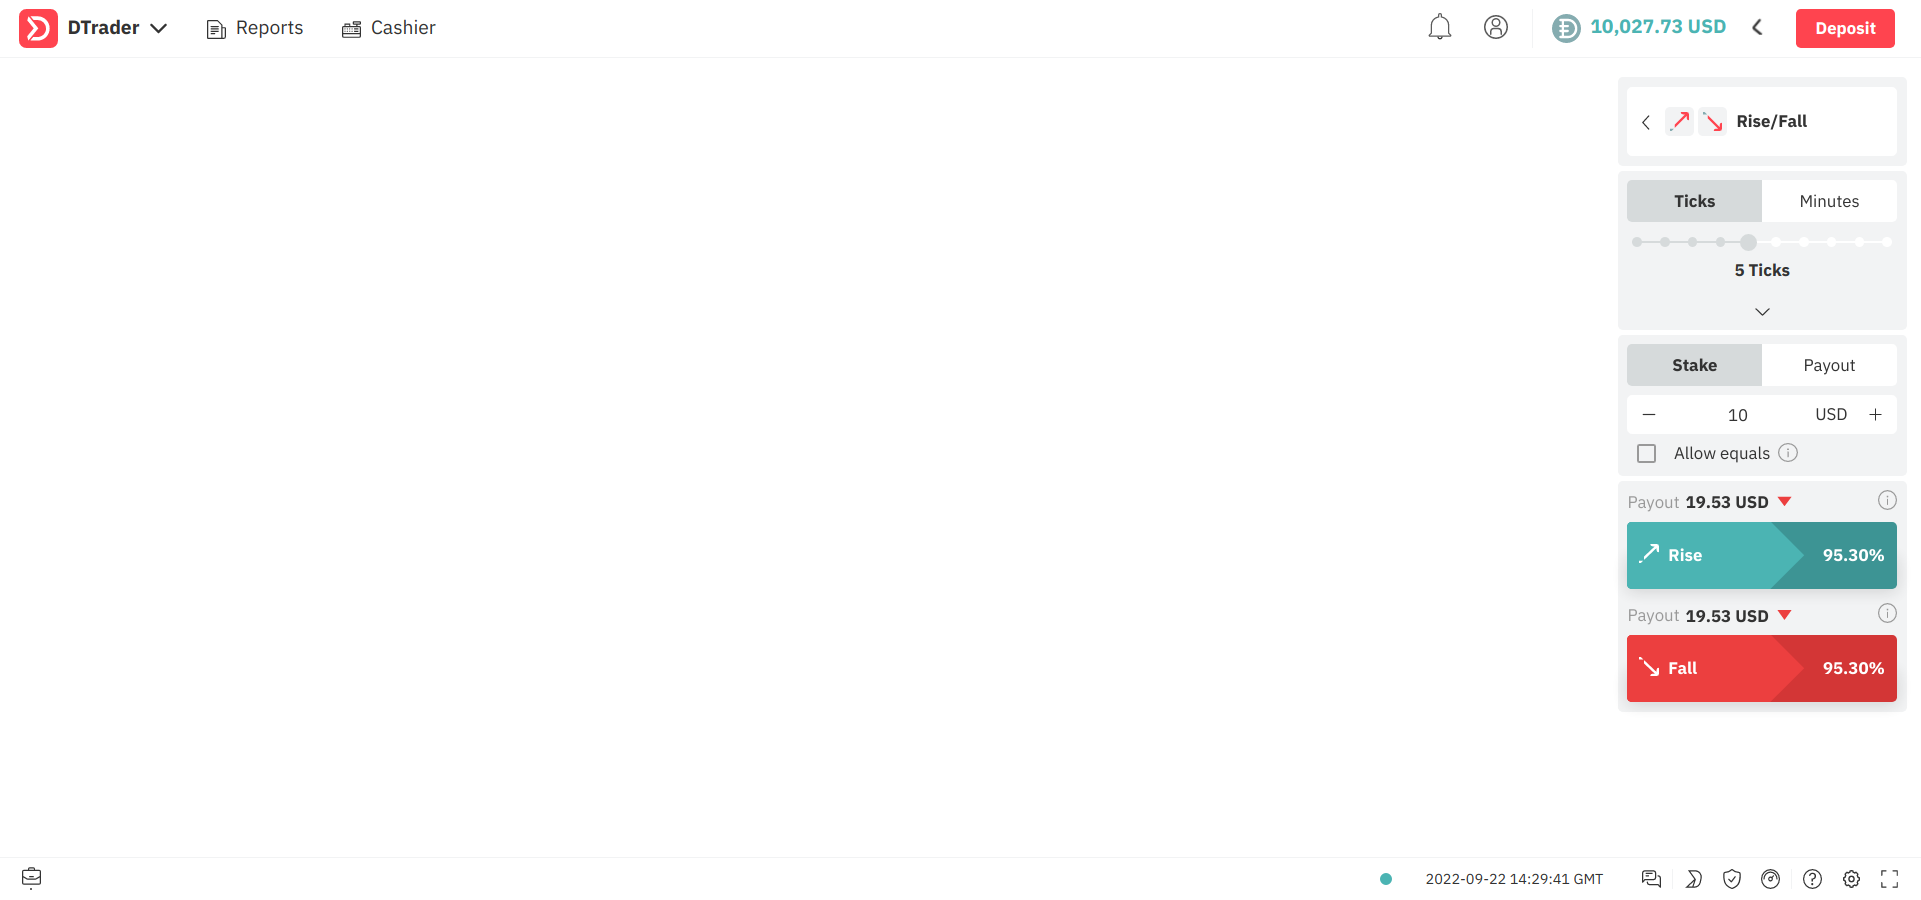 DTrader Reports Cashier 10,027.73 USD Deposit
Rise/Fall
Ticks Minutes
5 Ticks
Stake Payout
10 USD
Allow equals
Payout 19.53 USD
Rise 95.30%
Payout 19.53 USD
Fall 95.30%
2022-09-22 14:29:41 GMT